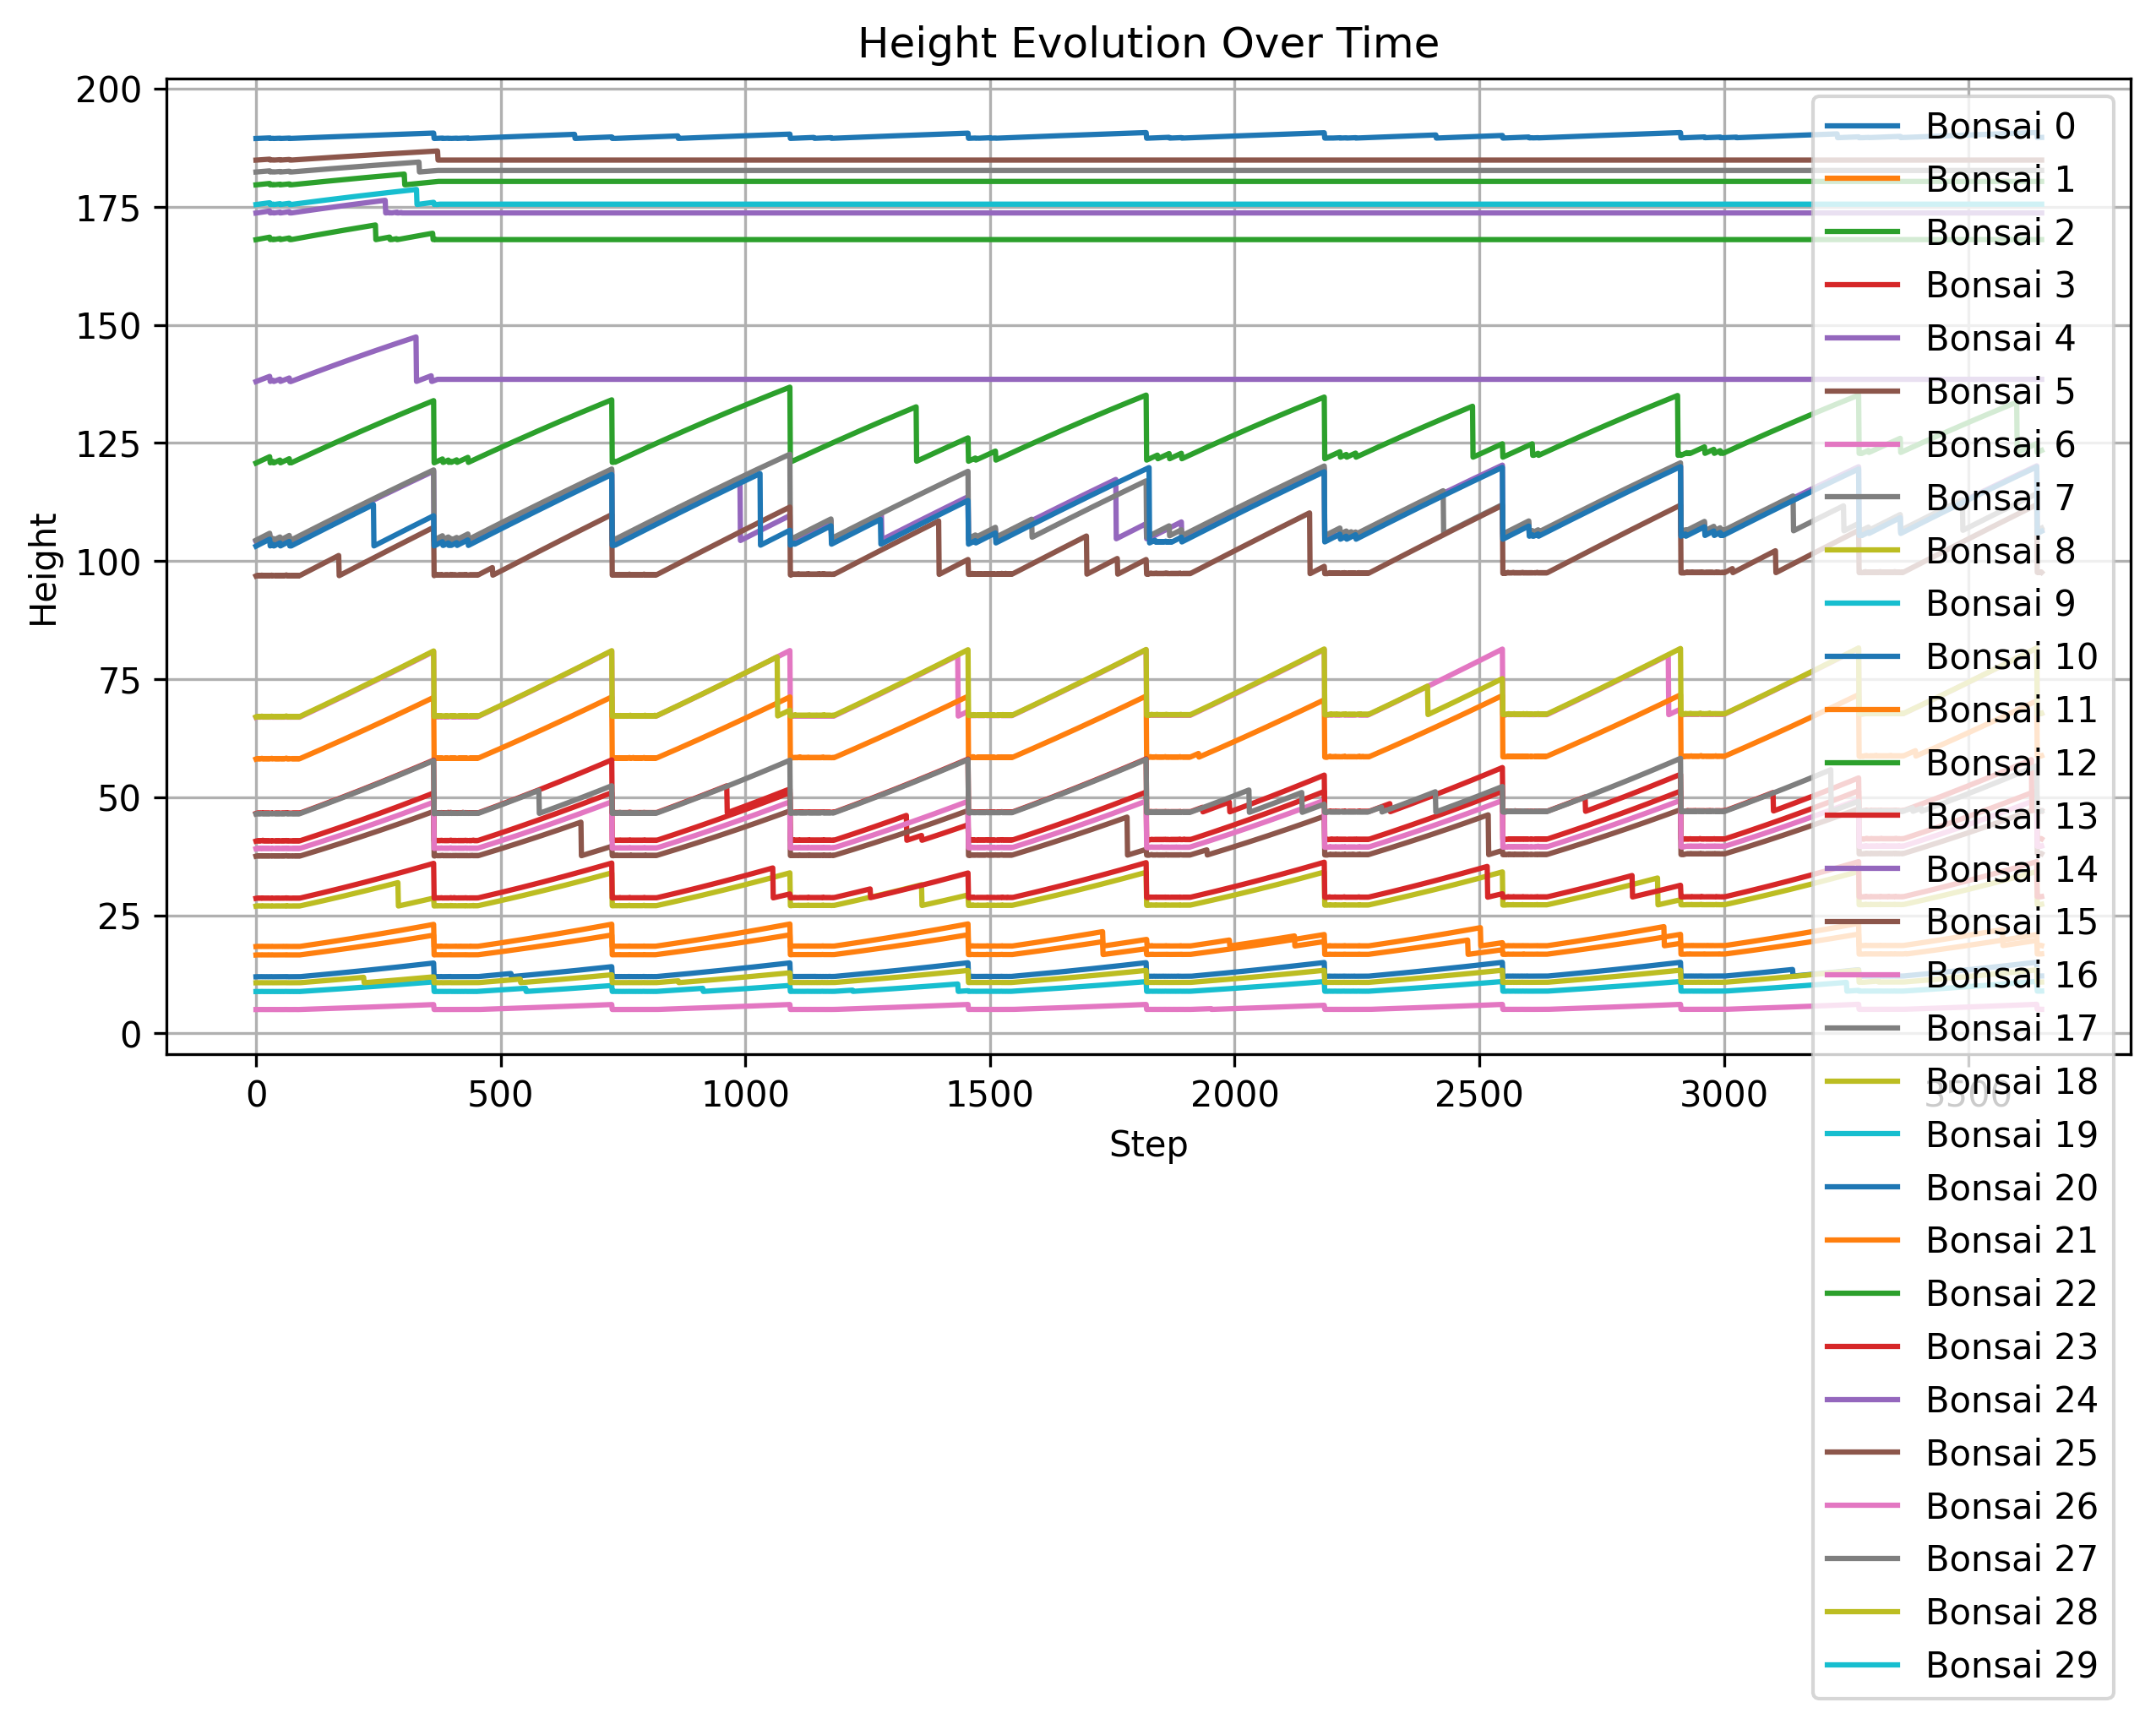 Height Evolution Over Time
200
175
150
125
100
75
50
25
0
Height
0
500
1000
1500
2000
2500
3000
3500
Step
Bonsai 0
Bonsai 1
Bonsai 2
Bonsai 3
Bonsai 4
Bonsai 5
Bonsai 6
Bonsai 7
Bonsai 8
Bonsai 9
Bonsai 10
Bonsai 11
Bonsai 12
Bonsai 13
Bonsai 14
Bonsai 15
Bonsai 16
Bonsai 17
Bonsai 18
Bonsai 19
Bonsai 20
Bonsai 21
Bonsai 22
Bonsai 23
Bonsai 24
Bonsai 25
Bonsai 26
Bonsai 27
Bonsai 28
Bonsai 29